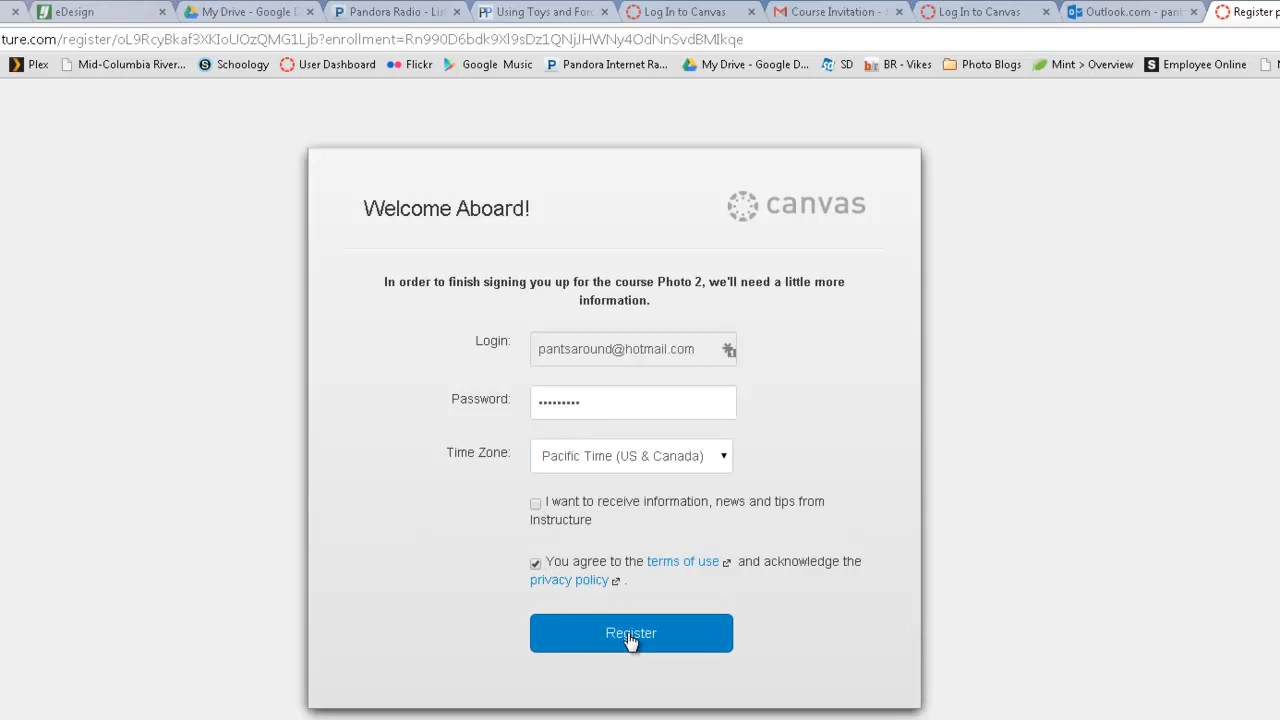 eDesign
My Drive - Google D
Pandora Radio - List
Using Toys and Forc
Log In to Canvas
Course Invitation -
Log In to Canvas
Outlook.com - pant
Register
ture.com/register/oL9RcyBkaf3XKIoUOzQMG1Ljb?enrollment=Rn990D6bdk9Xl9sDz1QNjJHWNy4OdNnSvdBMIkqe
Plex
Mid-Columbia River...
Schoology
User Dashboard
Flickr
Google Music
Pandora Internet Ra...
My Drive - Google D...
SD
BR - Vikes
Photo Blogs
Mint > Overview
Employee Online
Welcome Aboard!
canvas
In order to finish signing you up for the course Photo 2, we'll need a little more
information.
Login:
pantsaround@hotmail.com
Password:
•••••••••
Time Zone:
Pacific Time (US & Canada)
I want to receive information, news and tips from
Instructure
You agree to the terms of use and acknowledge the
privacy policy .
Register